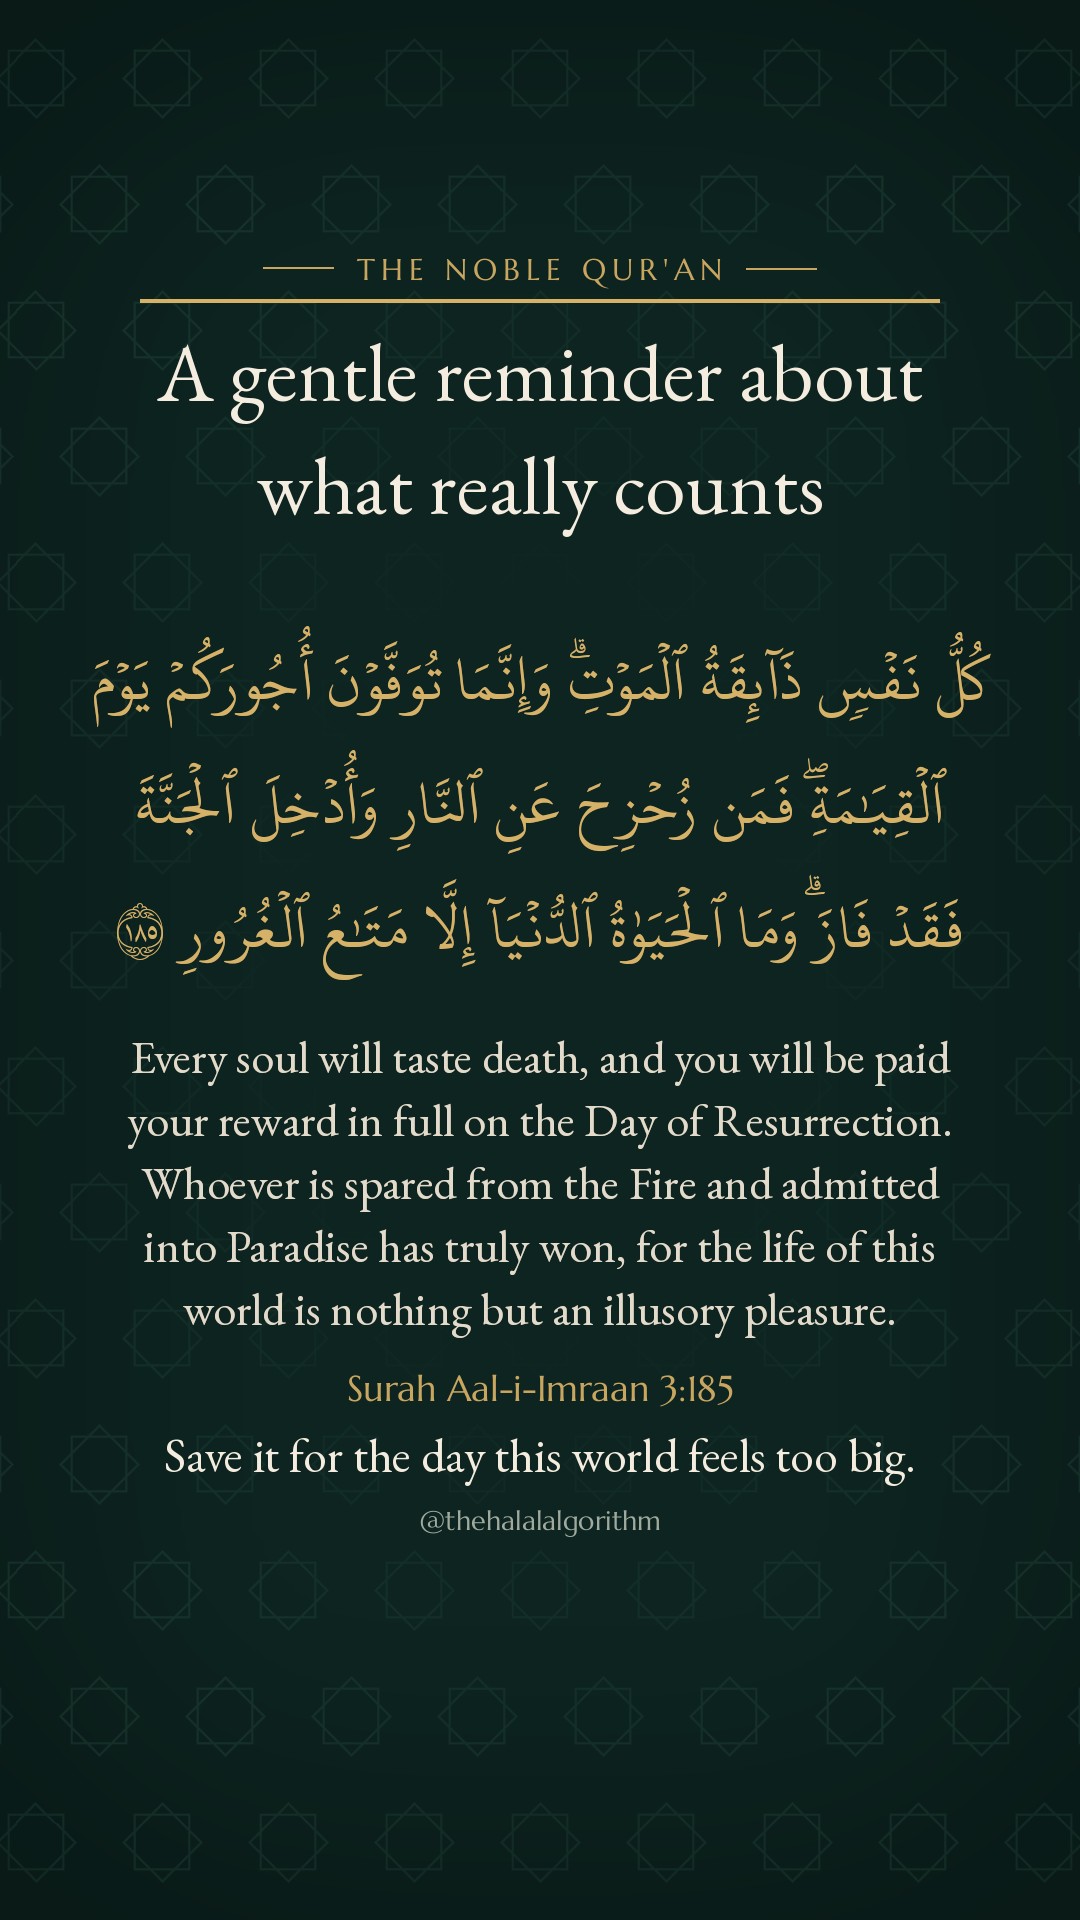 THE NOBLE QUR'AN
A gentle reminder about
what really counts
كُلُّ نَفۡسٖ ذَآئِقَةُ ٱلۡمَوۡتِۗ وَإِنَّمَا تُوَفَّوۡنَ أُجُورَكُمۡ يَوۡمَ
ٱلۡقِيَٰمَةِۖ فَمَن زُحۡزِحَ عَنِ ٱلنَّارِ وَأُدۡخِلَ ٱلۡجَنَّةَ
فَقَدۡ فَازَۗ وَمَا ٱلۡحَيَوٰةُ ٱلدُّنۡيَآ إِلَّا مَتَٰعُ ٱلۡغُرُورِ ١٨٥
Every soul will taste death, and you will be paid
your reward in full on the Day of Resurrection.
Whoever is spared from the Fire and admitted
into Paradise has truly won, for the life of this
world is nothing but an illusory pleasure.
Surah Aal-i-Imraan 3:185
Save it for the day this world feels too big.
@thehalalalgorithm